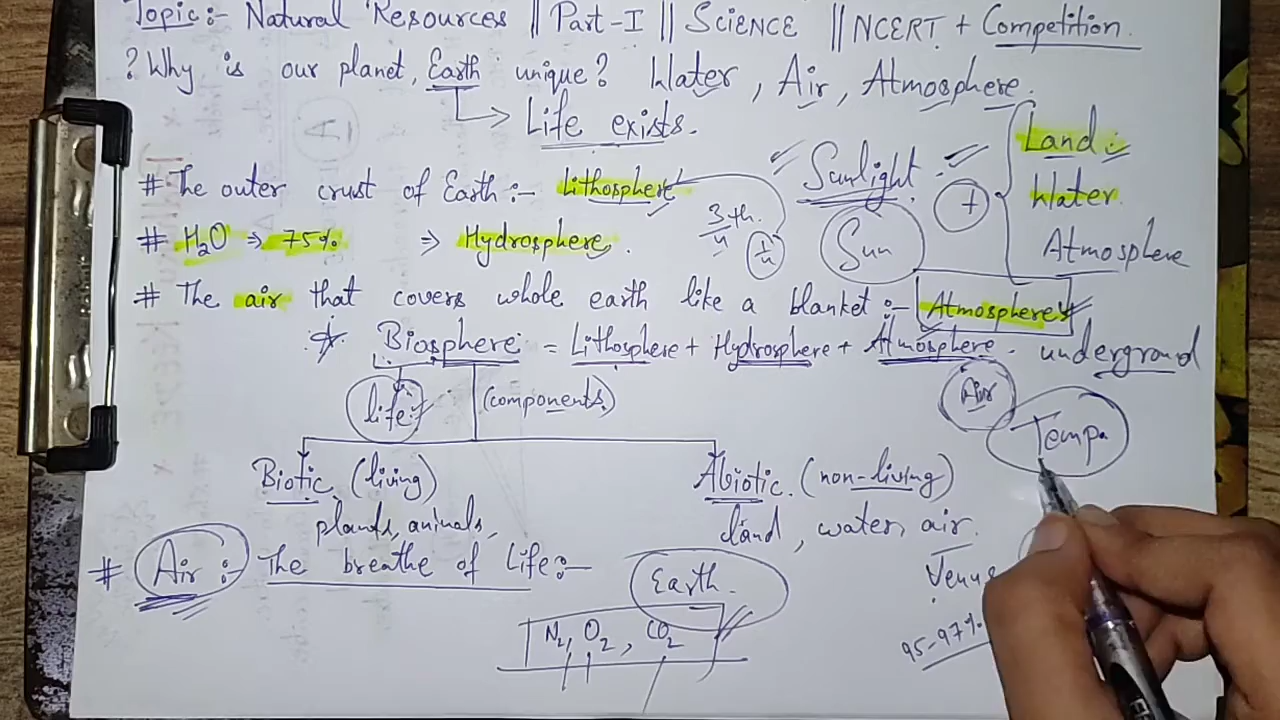 Topic:- Natural Resources || Part-I || SCIENCE || NCERT + Competition.
? Why is our planet, Earth unique? Water, Air, Atmosphere.
Life exists.
# The outer crust of Earth:- Lithosphere
# H2O ⇒ 75% ⇒ Hydrosphere.
3/4 th.
1/4
Sunlight
Sun
+
Land:
Water
Atmosphere
# The air that covers whole earth like a blanket:- Atmosphere
Biosphere = Lithosphere + Hydrosphere + Atmosphere. undergraud
life
(components)
Air
Temp.
Biotic (living)
plants, animals,
Abiotic. (non-living)
land, water, air.
# Air:- The breathe of Life:-
Earth.
N2, O2, CO2
Venus
95-97%